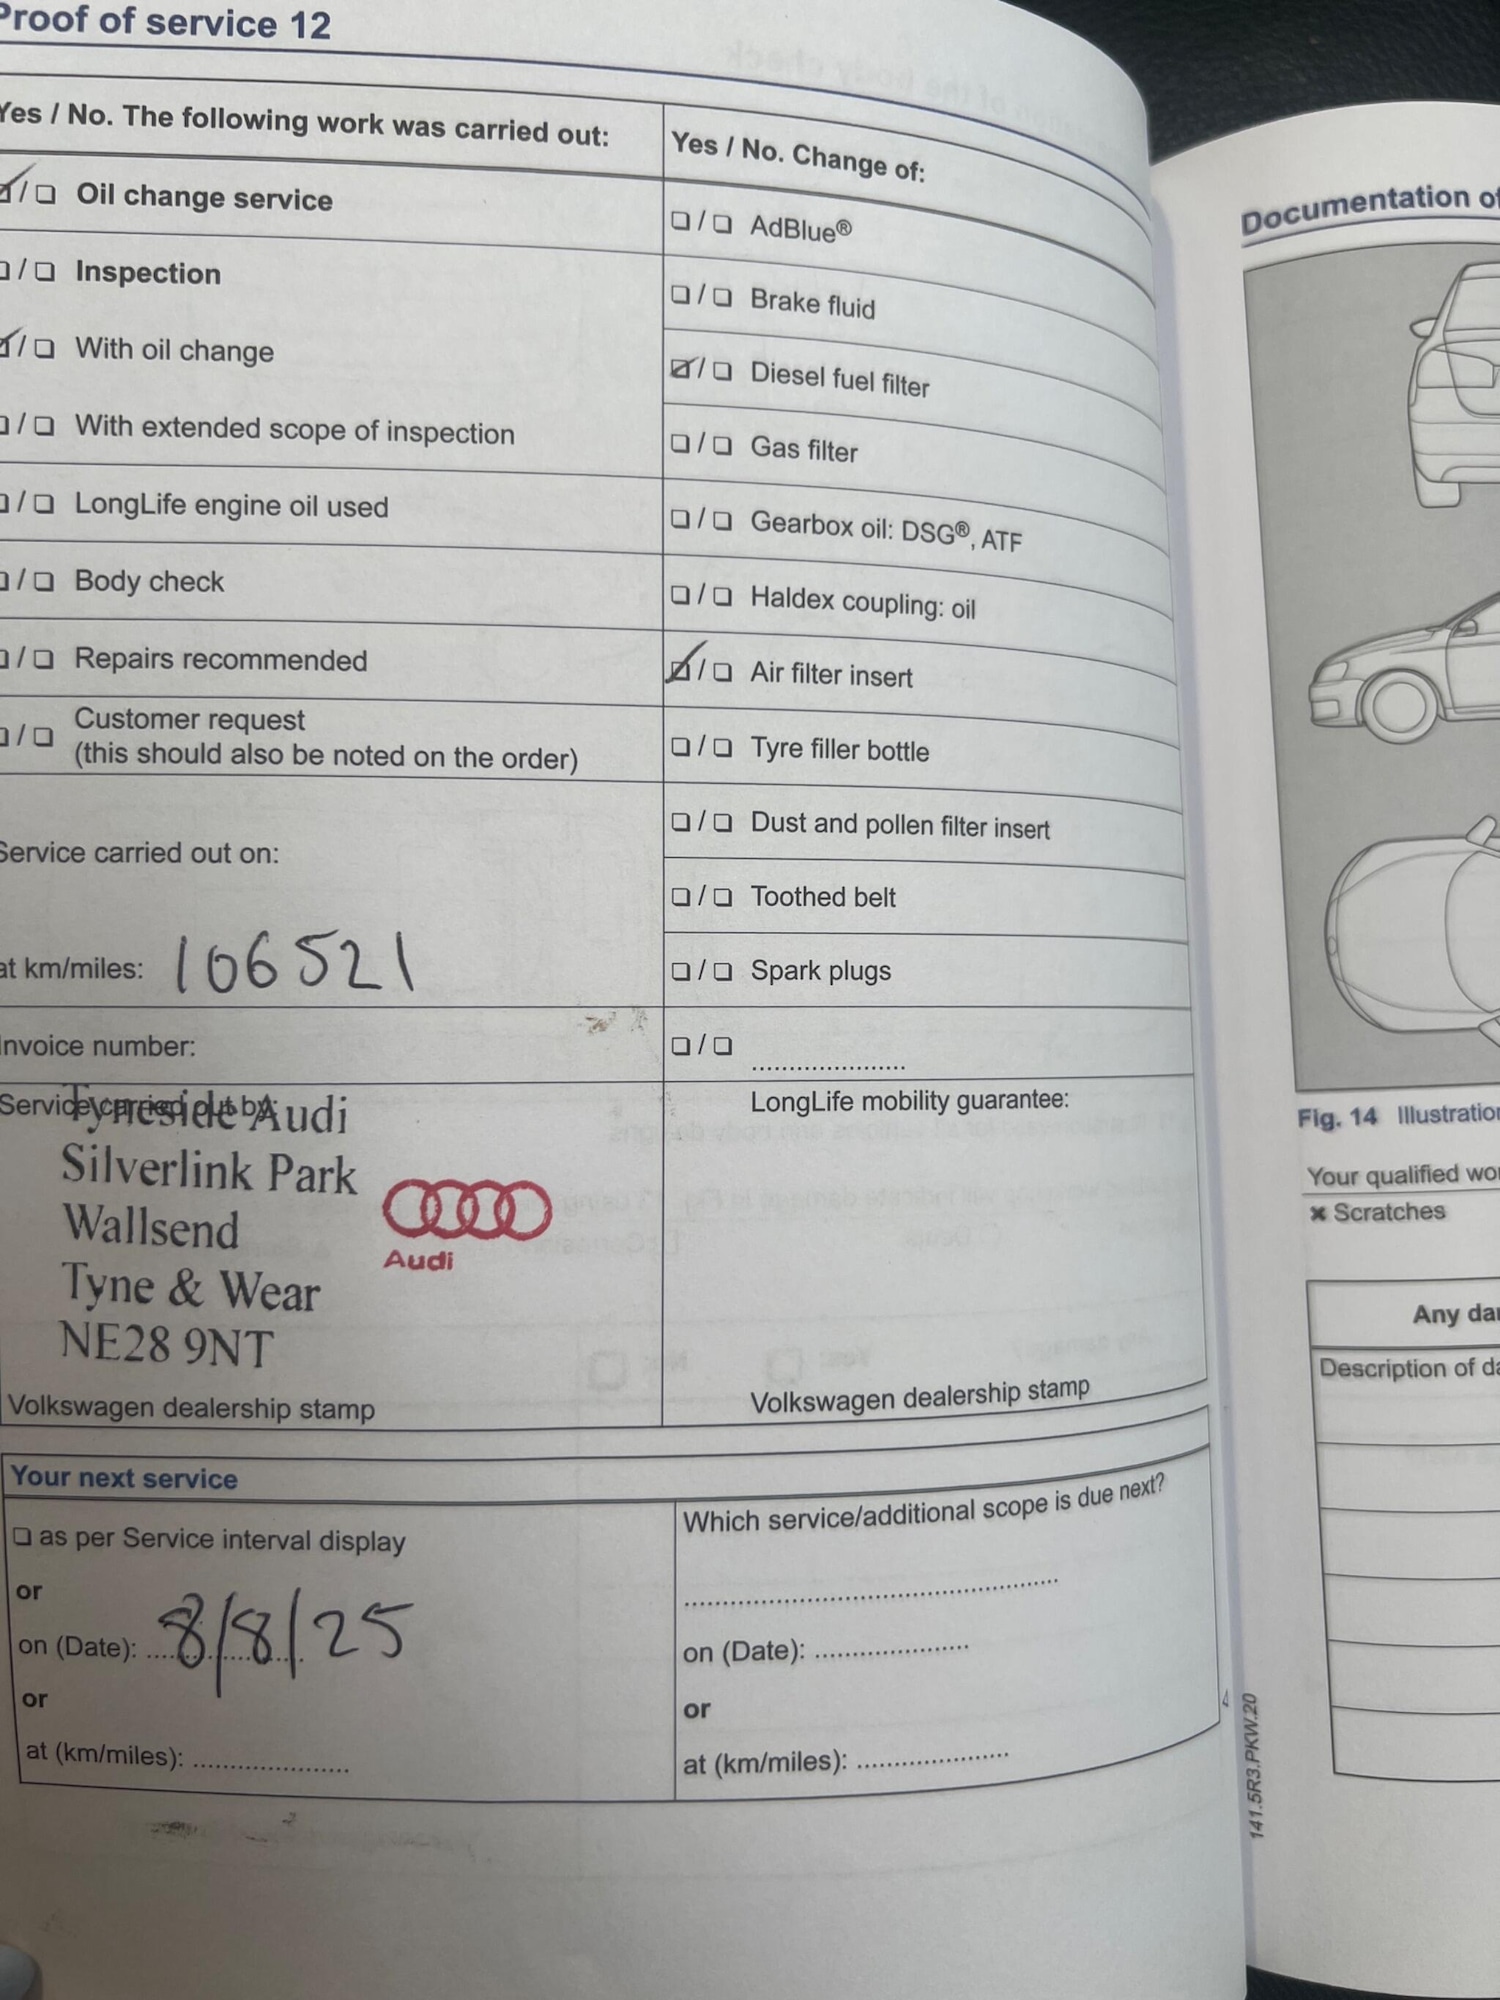 Proof of service 12
Yes / No. The following work was carried out:
/ Oil change service
/ Inspection
/ With oil change
/ With extended scope of inspection
/ LongLife engine oil used
/ Body check
/ Repairs recommended
/ Customer request
(this should also be noted on the order)
Service carried out on:
at km/miles: 106521
Invoice number:
Service carried out by:
Tyneside Audi
Silverlink Park
Wallsend
Tyne & Wear
NE28 9NT
Audi
Volkswagen dealership stamp
Yes / No. Change of:
/ AdBlue®
/ Brake fluid
/ Diesel fuel filter
/ Gas filter
/ Gearbox oil: DSG®, ATF
/ Haldex coupling: oil
/ Air filter insert
/ Tyre filler bottle
/ Dust and pollen filter insert
/ Toothed belt
/ Spark plugs
/ ......................
LongLife mobility guarantee:
Volkswagen dealership stamp
Your next service
as per Service interval display
or
on (Date): 8/8/25
or
at (km/miles): ......................
Which service/additional scope is due next?
on (Date): ......................
or
at (km/miles): ......................
141.5R3.PKW.20
Documentation of
Fig. 14 Illustration
Your qualified wo
× Scratches
Any da
Description of da